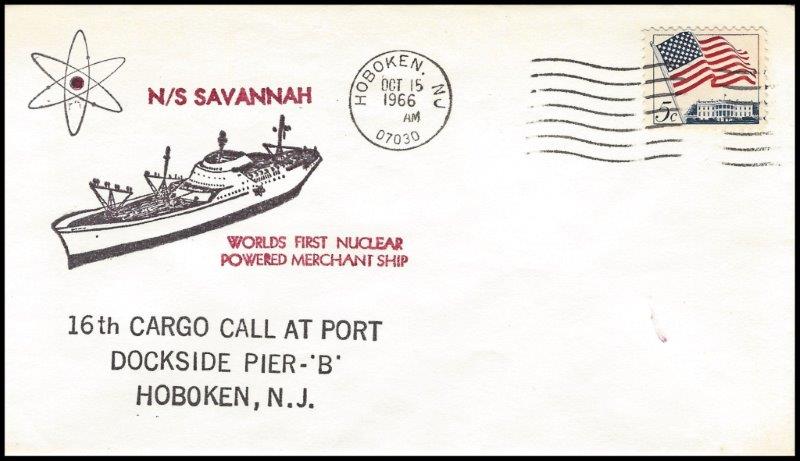 N/S SAVANNAH
HOBOKEN, NJ
OCT 15
1966
AM
07030
5c
WORLDS FIRST NUCLEAR
POWERED MERCHANT SHIP
16th CARGO CALL AT PORT
DOCKSIDE PIER-'B'
HOBOKEN, N.J.